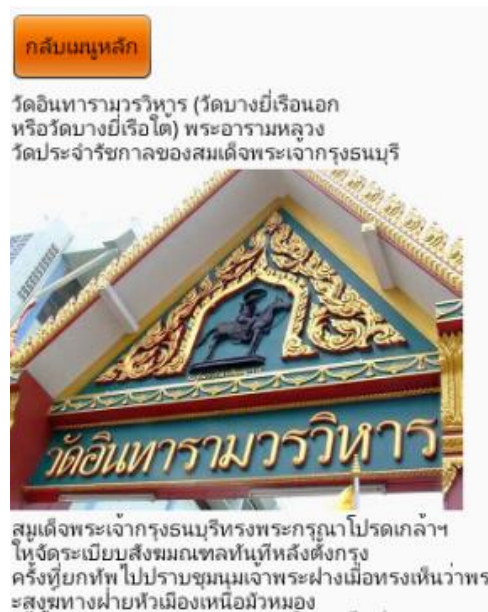 กลับเมนูหลัก
วัดอินทารามวรวิหาร (วัดบางยี่เรือนอก
หรือวัดบางยี่เรือใต้) พระอารามหลวง
วัดประจำรัชกาลของสมเด็จพระเจ้ากรุงธนบุรี
วัดอินทารามวรวิหาร
สมเด็จพระเจ้ากรุงธนบุรีทรงพระกรุณาโปรดเกล้าฯ
ให้จัดระเบียบสังฆมณฑลทันทีหลังตั้งกรุง
ครั้งที่ยกทัพไปปราบชุมนุมเจ้าพระฝางเมื่อทรงเห็นว่าพร
ะสงฆ์ทางฝ่ายหัวเมืองเหนือมัวหมอง